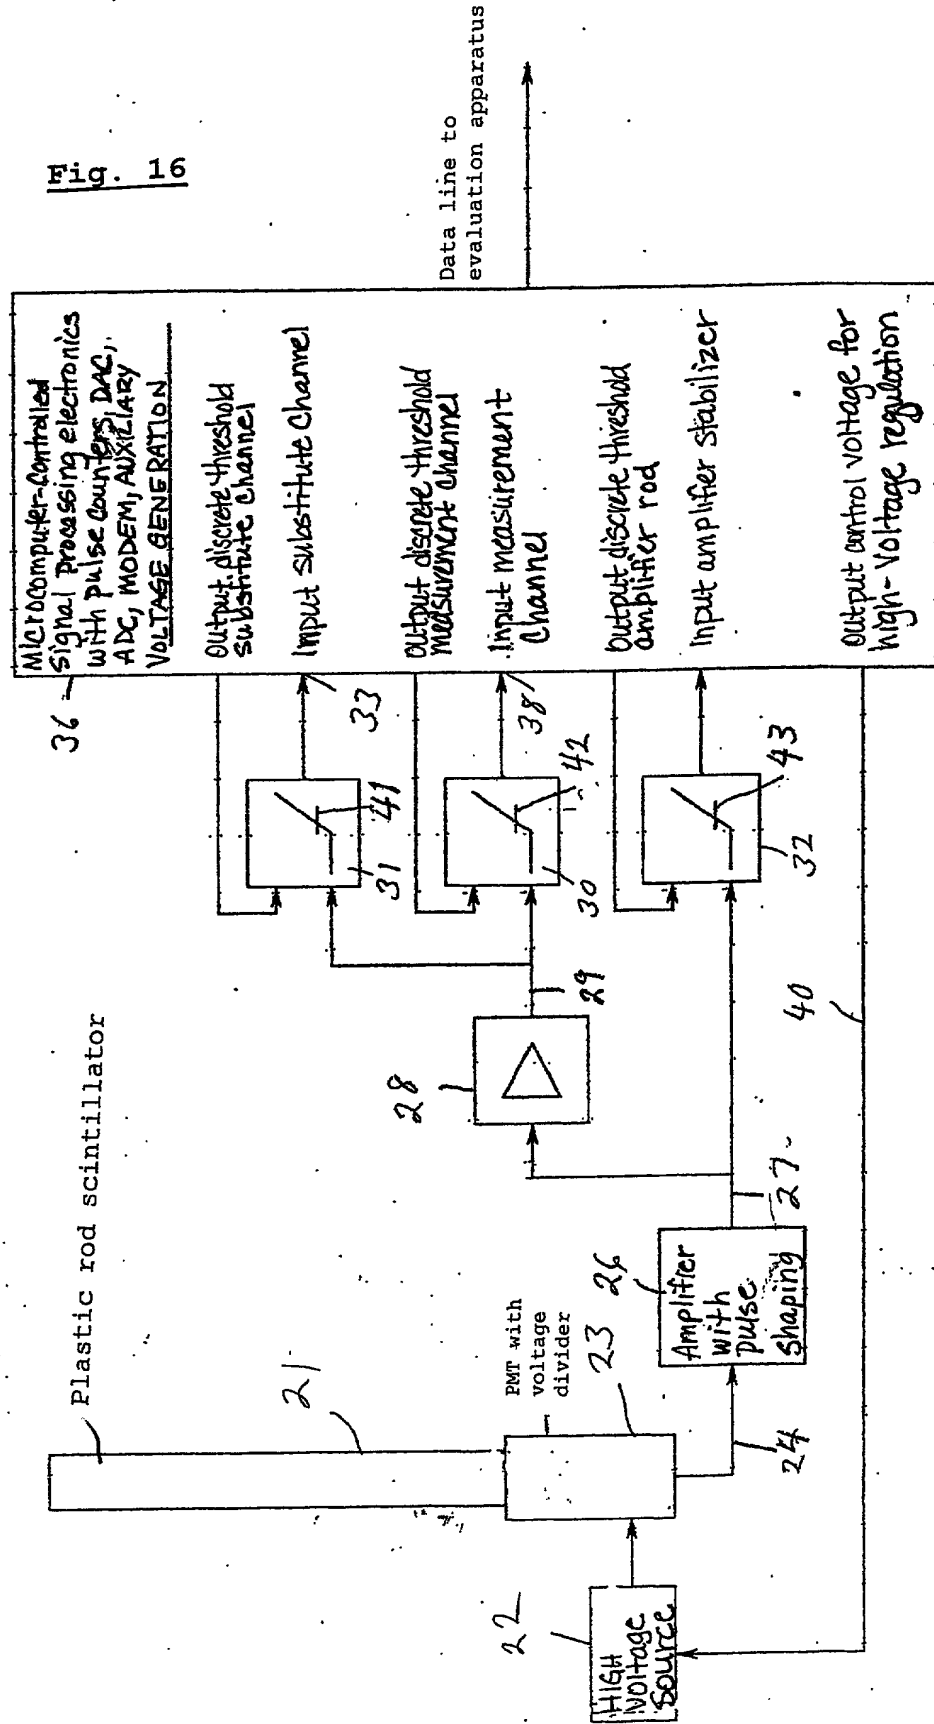 Fig. 16
Plastic rod scintillator
21
PMT with
voltage
divider
23
22
HIGH
Voltage
Source
24
26
Amplifier
with
pulse
shaping
27
28
29
31
41
30
42
32
43
33
38
40
36
Microcomputer-Controlled
Signal Processing electronics
with pulse counters, DAC,
ADC, MODEM, AUXILIARY
VOLTAGE GENERATION
Output discrete threshold
substitute channel
Input substitute Channel
Output discrete threshold
measurement channel
Input measurement
Channel
Output discrete threshold
amplifier rod
Input amplifier stabilizer
Output control voltage for
high-voltage regulation
Data line to
evaluation apparatus